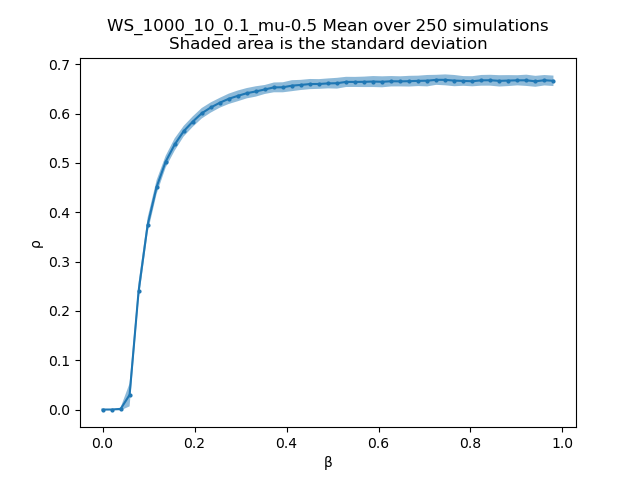 WS_1000_10_0.1_mu-0.5 Mean over 250 simulations
Shaded area is the standard deviation
0.7
0.6
0.5
0.4
0.3
0.2
0.1
0.0
ρ
0.0 0.2 0.4 0.6 0.8 1.0
β